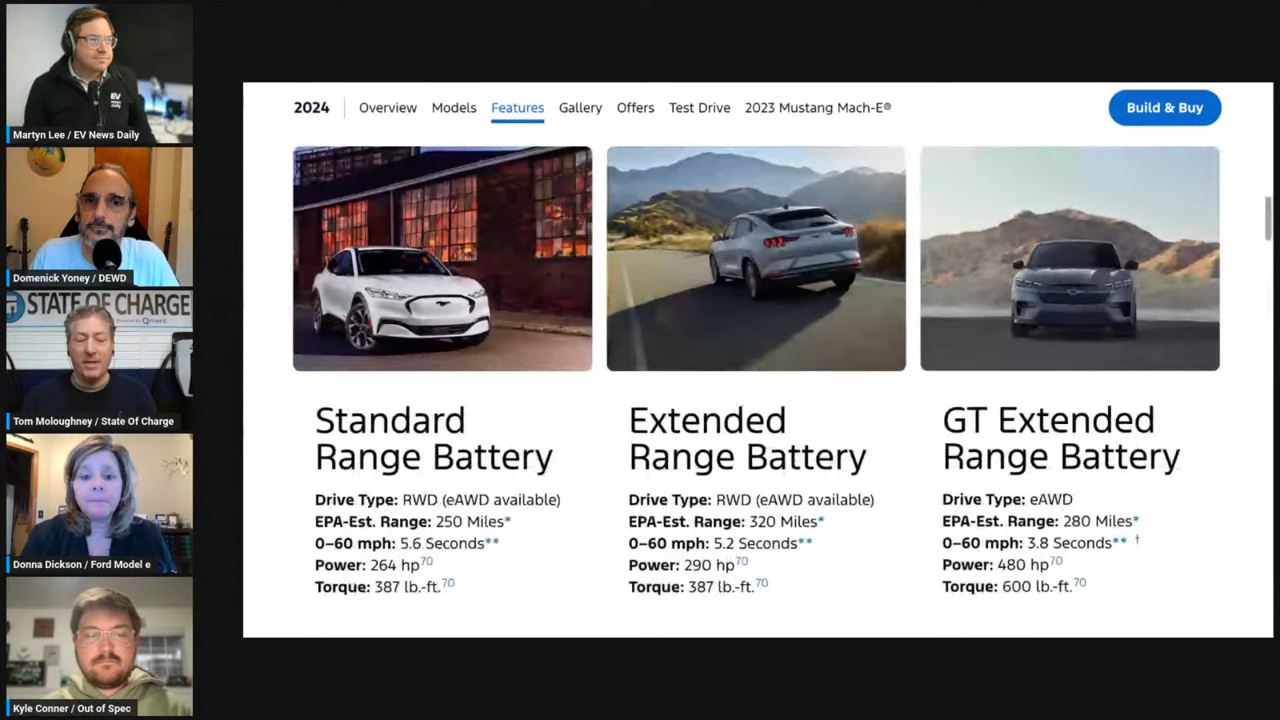 EV
news
daily
Martyn Lee / EV News Daily
Domenick Yoney / DEWD
STATE OF CHARGE
Tom Moloughney / State Of Charge
Donna Dickson / Ford Model e
Kyle Conner / Out of Spec
2024 Overview Models Features Gallery Offers Test Drive 2023 Mustang Mach-E® Build & Buy
Standard
Range Battery
Drive Type: RWD (eAWD available)
EPA-Est. Range: 250 Miles*
0–60 mph: 5.6 Seconds**
Power: 264 hp70
Torque: 387 lb.-ft.70
Extended
Range Battery
Drive Type: RWD (eAWD available)
EPA-Est. Range: 320 Miles*
0–60 mph: 5.2 Seconds**
Power: 290 hp70
Torque: 387 lb.-ft.70
GT Extended
Range Battery
Drive Type: eAWD
EPA-Est. Range: 280 Miles*
0–60 mph: 3.8 Seconds** †
Power: 480 hp70
Torque: 600 lb.-ft.70